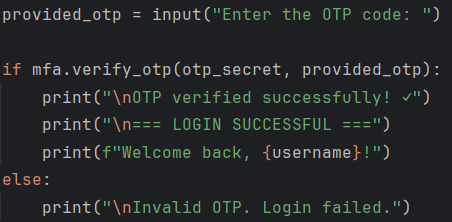 provided_otp = input("Enter the OTP code: ")
if mfa.verify_otp(otp_secret, provided_otp):
    print("\nOTP verified successfully! ✓")
    print("\n=== LOGIN SUCCESSFUL ===")
    print(f"Welcome back, {username}!")
else:
    print("\nInvalid OTP. Login failed.")